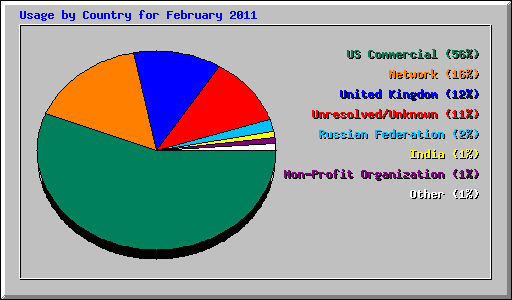 Usage by Country for February 2011
US Commercial (56%)
Network (16%)
United Kingdom (12%)
Unresolved/Unknown (11%)
Russian Federation (2%)
India (1%)
Non-Profit Organization (1%)
Other (1%)